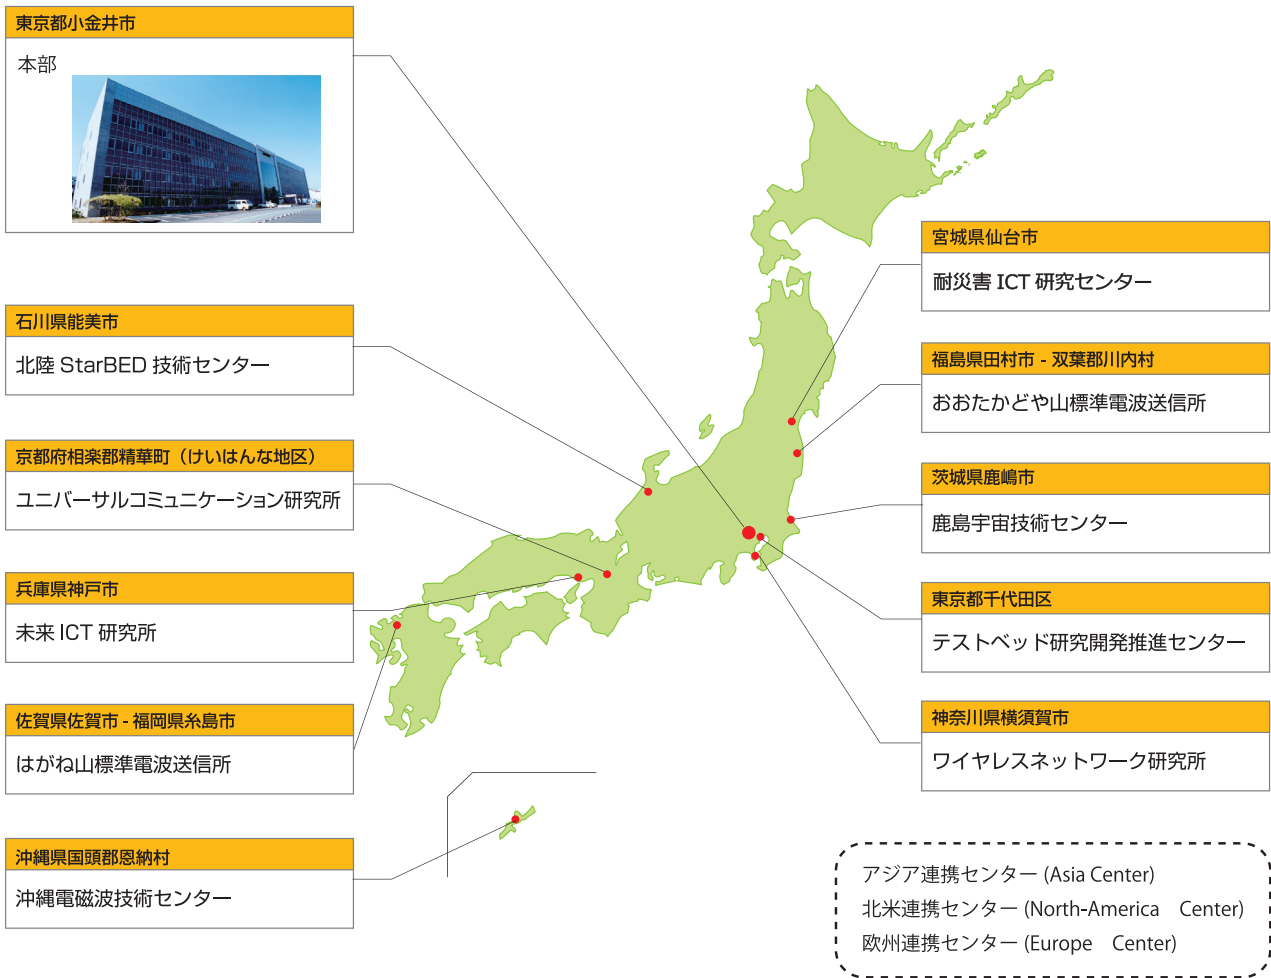 東京都小金井市
本部
石川県能美市
北陸 StarBED 技術センター
京都府相楽郡精華町（けいはんな地区）
ユニバーサルコミュニケーション研究所
兵庫県神戸市
未来 ICT 研究所
佐賀県佐賀市 - 福岡県糸島市
はがね山標準電波送信所
沖縄県国頭郡恩納村
沖縄電磁波技術センター
宮城県仙台市
耐災害 ICT 研究センター
福島県田村市 - 双葉郡川内村
おおたかどや山標準電波送信所
茨城県鹿嶋市
鹿島宇宙技術センター
東京都千代田区
テストベッド研究開発推進センター
神奈川県横須賀市
ワイヤレスネットワーク研究所
アジア連携センター (Asia Center)
北米連携センター (North-America　Center)
欧州連携センター (Europe　Center)